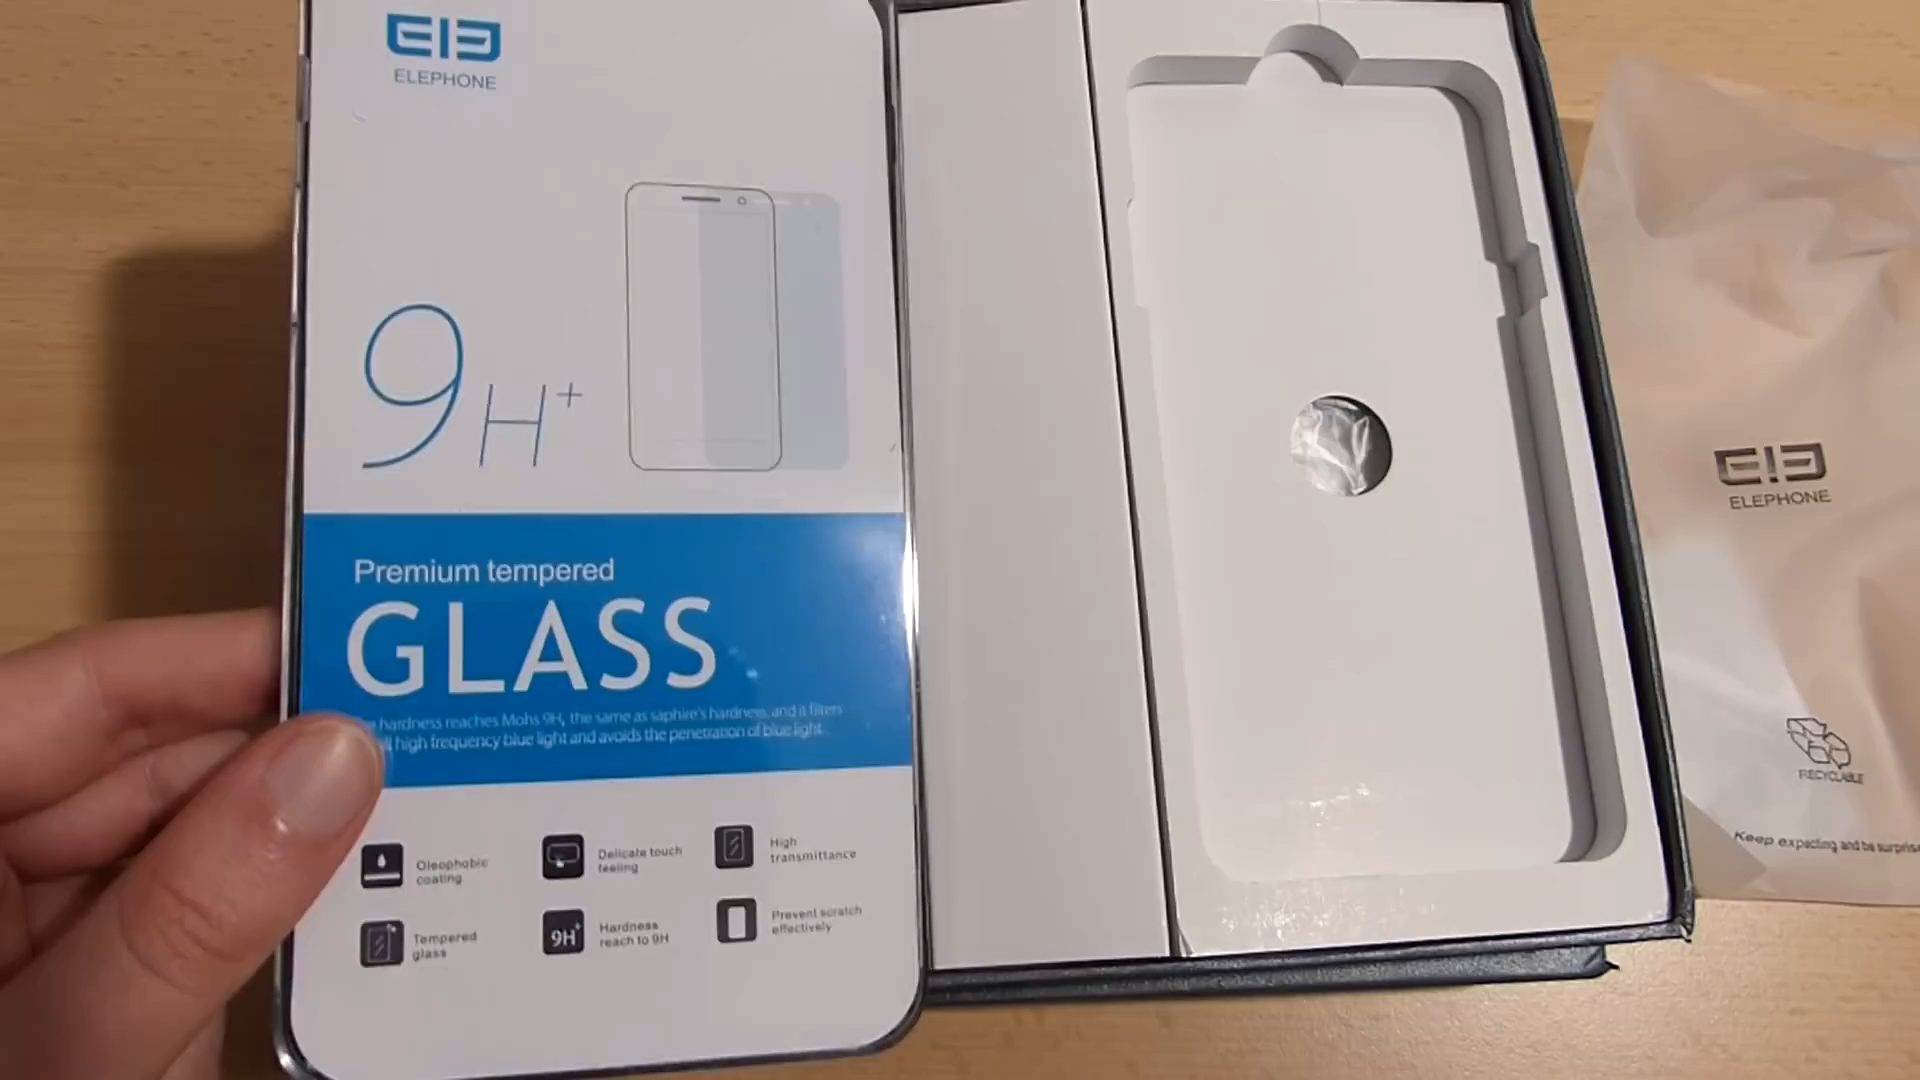 ELEPHONE
9H+
Premium tempered
GLASS
hardness reaches Mohs 9H, the same as saphire's hardness, and it filters
high frequency blue light and avoids the penetration of blue light
Oleophobic
coating
Delicate touch
feeling
High
transmittance
Tempered
glass
9H+
Hardness
reach to 9H
Prevent scratch
effectively
ELEPHONE
RECYCLABLE
Keep expecting and be surprise